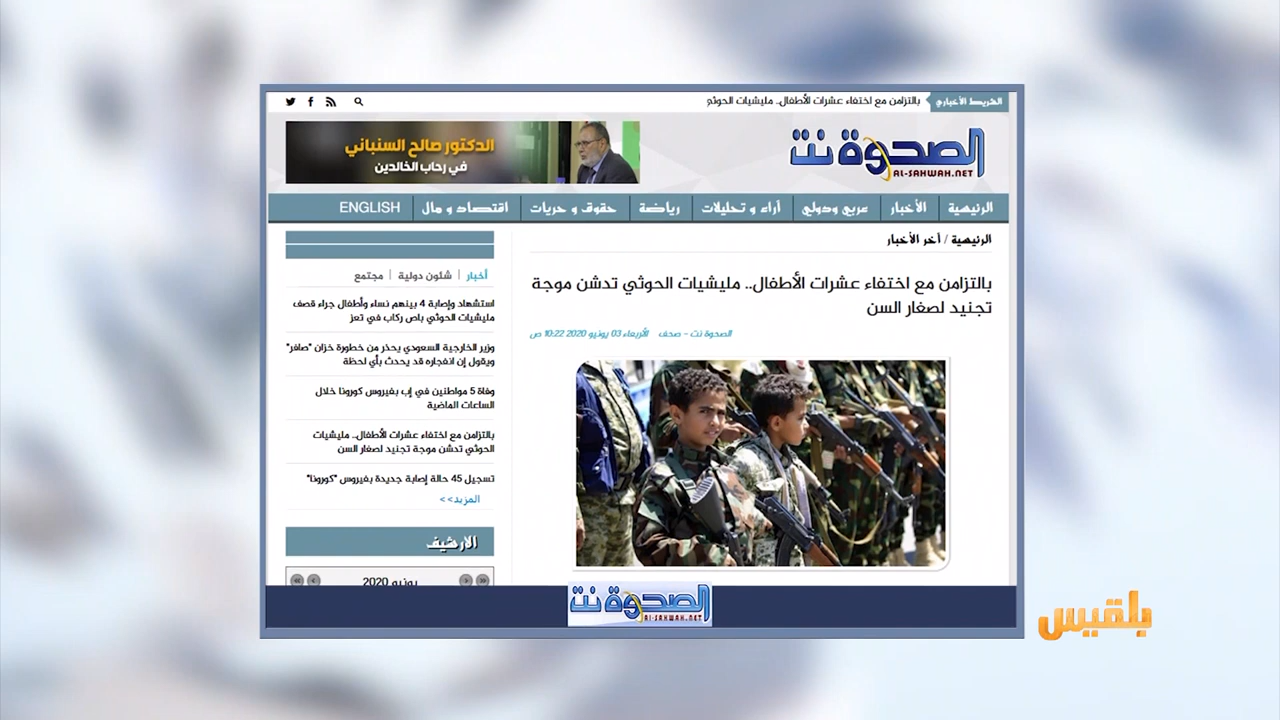 الشريط الأخباري
بالتزامن مع اختفاء عشرات الأطفال.. مليشيات الحوثي
الصحوة نت
AL-SAHWAH.NET
الدكتور صالح السنباني
في رحاب الخالدين
الرئيسية
الأخبار
عربي ودولي
آراء و تحليلات
رياضة
حقوق و حريات
اقتصاد و مال
ENGLISH
الرئيسية / آخر الأخبار
بالتزامن مع اختفاء عشرات الأطفال.. مليشيات الحوثي تدشن موجة
تجنيد لصغار السن
الصحوة نت - صحف الأربعاء 03 يونيو 2020 10:22 ص
أخبار | شئون دولية | مجتمع
استشهاد وإصابة 4 بينهم نساء وأطفال جراء قصف
مليشيات الحوثي باص ركاب في تعز
وزير الخارجية السعودي يحذر من خطورة خزان "صافر"
ويقول إن انفجاره قد يحدث بأي لحظة
وفاة 5 مواطنين في إب بفيروس كورونا خلال
الساعات الماضية
بالتزامن مع اختفاء عشرات الأطفال.. مليشيات
الحوثي تدشن موجة تجنيد لصغار السن
تسجيل 45 حالة إصابة جديدة بفيروس "كورونا"
المزيد>>
الارشيف
يونيو 2020
الصحوة نت
AL-SAHWAH.NET
بلقيس